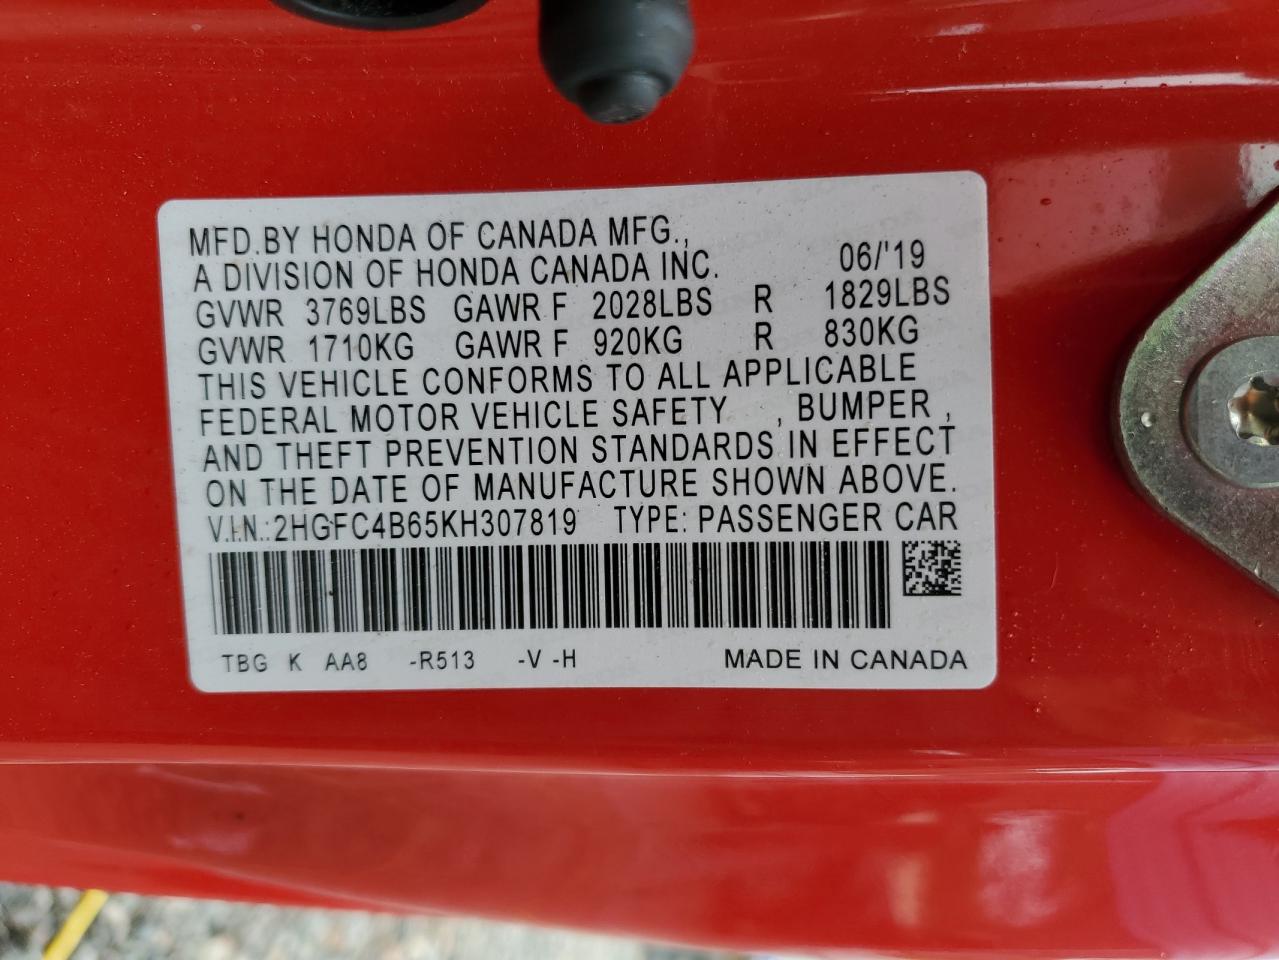 MFD.BY HONDA OF CANADA MFG.,
A DIVISION OF HONDA CANADA INC. 06/'19
GVWR 3769LBS GAWR F 2028LBS R 1829LBS
GVWR 1710KG GAWR F 920KG R 830KG
THIS VEHICLE CONFORMS TO ALL APPLICABLE
FEDERAL MOTOR VEHICLE SAFETY , BUMPER ,
AND THEFT PREVENTION STANDARDS IN EFFECT
ON THE DATE OF MANUFACTURE SHOWN ABOVE.
V.I.N.:2HGFC4B65KH307819 TYPE: PASSENGER CAR
TBG K AA8 -R513 -V -H MADE IN CANADA